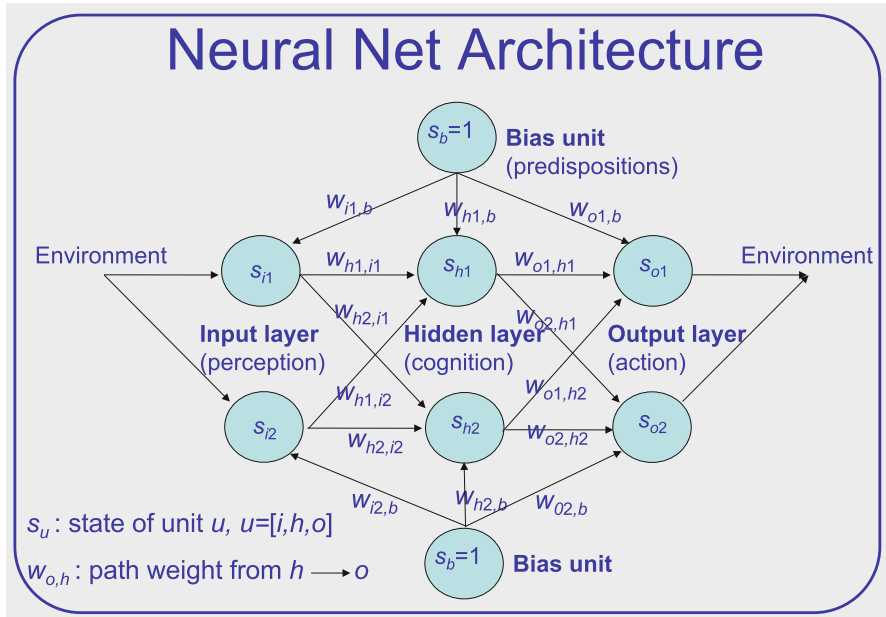 Neural Net Architecture
s_b=1
Bias unit
(predispositions)
w_i1,b
w_h1,b
w_o1,b
Environment
s_i1
w_h1,i1
s_h1
w_o1,h1
s_o1
Environment
w_h2,i1
w_o2,h1
Input layer
(perception)
Hidden layer
(cognition)
Output layer
(action)
w_h1,i2
w_o1,h2
s_i2
w_h2,i2
s_h2
w_o2,h2
s_o2
w_i2,b
w_h2,b
w_02,b
s_u : state of unit u, u=[i,h,o]
w_o,h : path weight from h → o
s_b=1
Bias unit